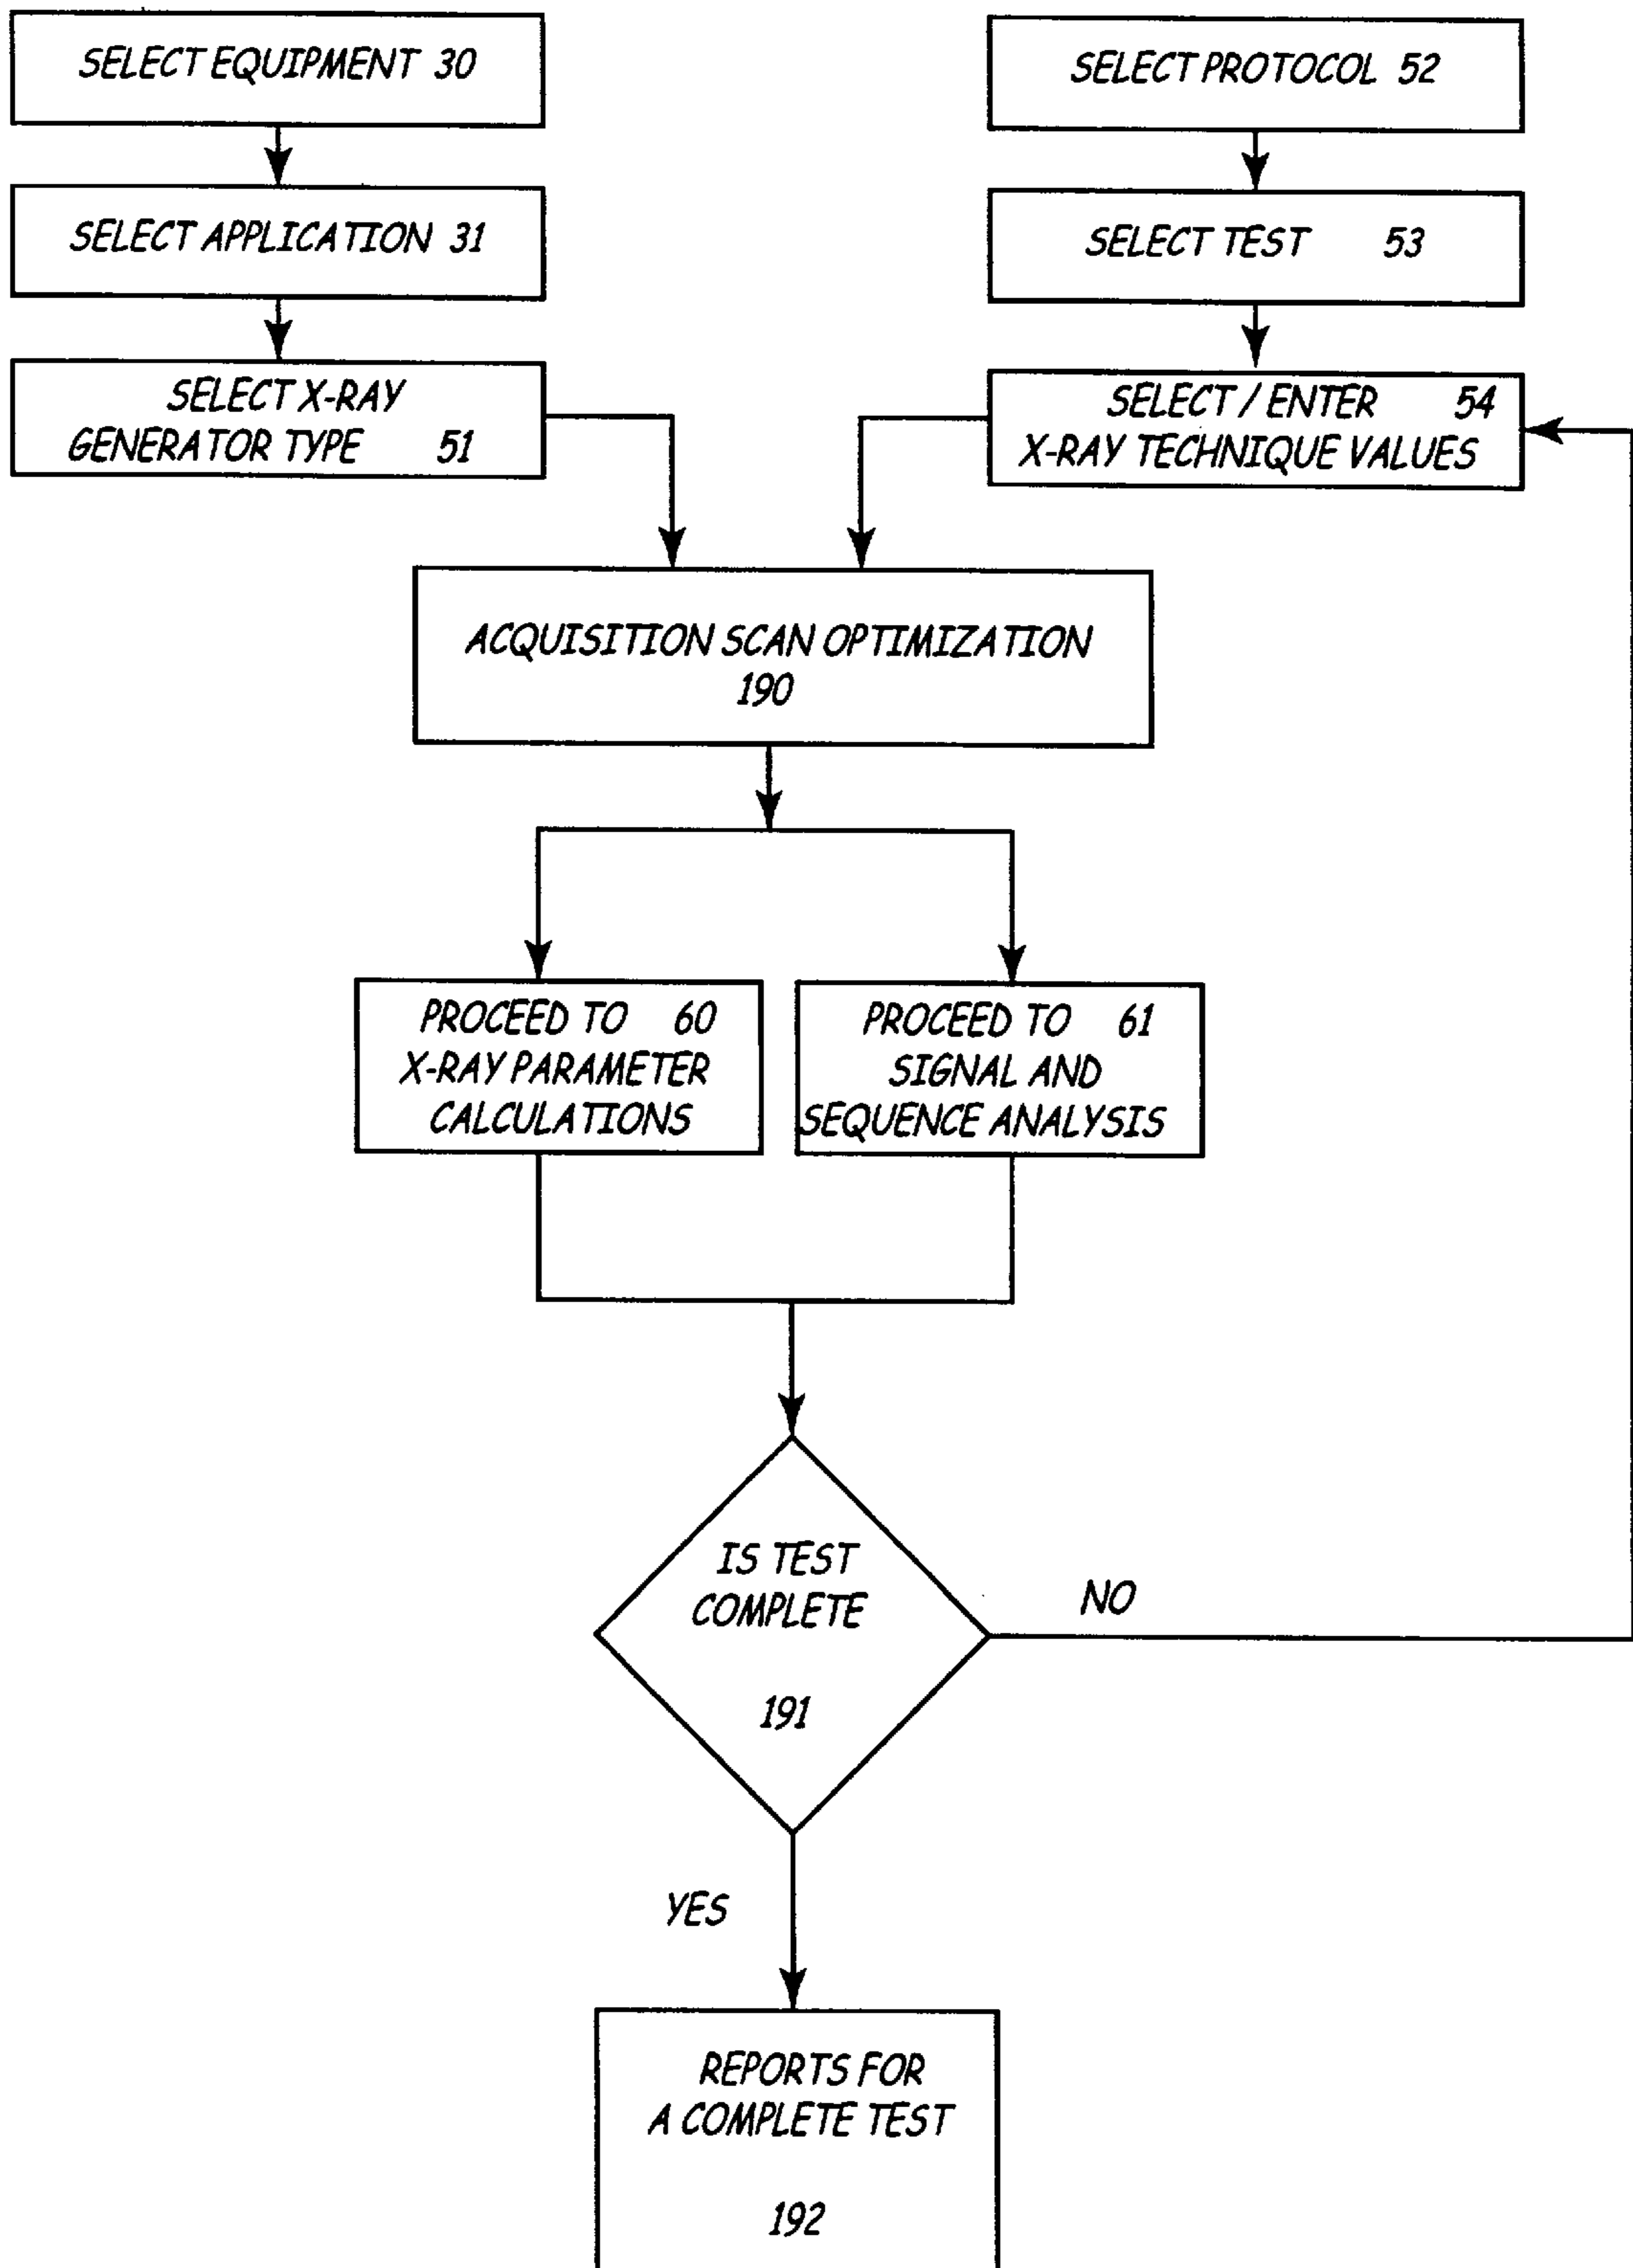 SELECT EQUIPMENT 30
SELECT APPLICATION 31
SELECT X-RAY
GENERATOR TYPE 51
SELECT PROTOCOL 52
SELECT TEST 53
SELECT / ENTER 54
X-RAY TECHNIQUE VALUES
ACQUISITION SCAN OPTIMIZATION
190
PROCEED TO 60
X-RAY PARAMETER
CALCULATIONS
PROCEED TO 61
SIGNAL AND
SEQUENCE ANALYSIS
IS TEST
COMPLETE
191
NO
YES
REPORTS FOR
A COMPLETE TEST
192